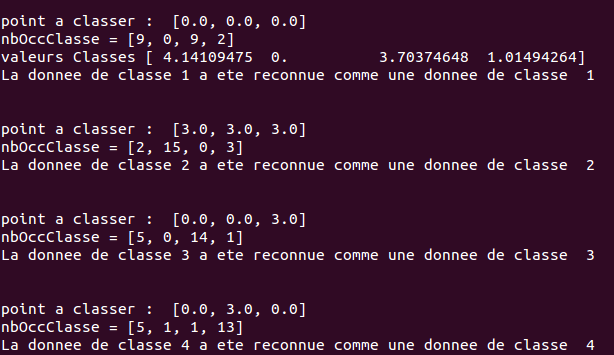 point a classer :  [0.0, 0.0, 0.0]
nbOccClasse = [9, 0, 9, 2]
valeurs Classes [ 4.14109475  0.          3.70374648  1.01494264]
La donnee de classe 1 a ete reconnue comme une donnee de classe  1
point a classer :  [3.0, 3.0, 3.0]
nbOccClasse = [2, 15, 0, 3]
La donnee de classe 2 a ete reconnue comme une donnee de classe  2
point a classer :  [0.0, 0.0, 3.0]
nbOccClasse = [5, 0, 14, 1]
La donnee de classe 3 a ete reconnue comme une donnee de classe  3
point a classer :  [0.0, 3.0, 0.0]
nbOccClasse = [5, 1, 1, 13]
La donnee de classe 4 a ete reconnue comme une donnee de classe  4